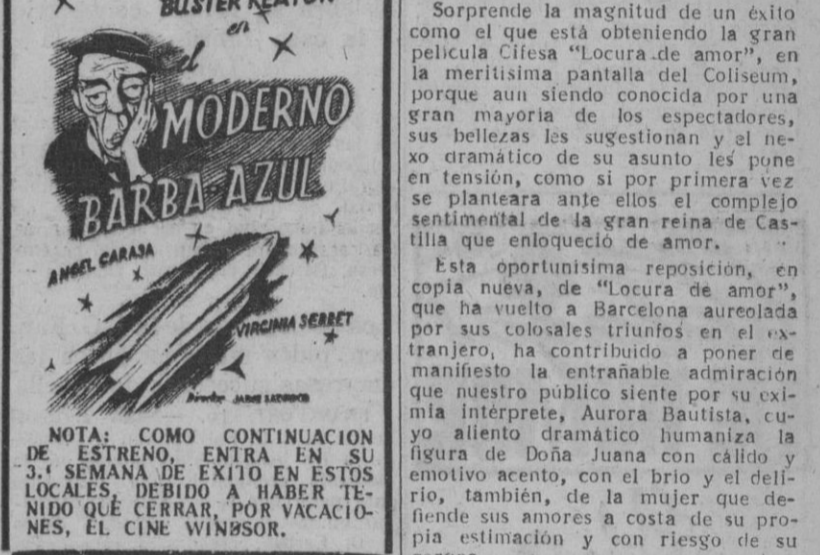 BUSTER KEATON
en
el
MODERNO
BARBA-AZUL
ANGEL GARASA
VIRGINIA SERRET
Director JAIME SALVADOR
NOTA: COMO CONTINUACION
DE ESTRENO, ENTRA EN SU
3.ª SEMANA DE EXITO EN ESTOS
LOCALES, DEBIDO A HABER TE-
NIDO QUE CERRAR, POR VACACIO-
NES, EL CINE WINDSOR.
Sorprende la magnitud de un éxito
como el que está obteniendo la gran
película Cifesa "Locura de amor", en
la meritísima pantalla del Coliseum,
porque aun siendo conocida por una
gran mayoria de los espectadores,
sus bellezas les sugestionan y el ne-
xo dramático de su asunto les pone
en tensión, como si por primera vez
se planteara ante ellos el complejo
sentimental de la gran reina de Cas-
tilla que enloqueció de amor.
Esta oportunisima reposición, en
copia nueva, de "Locura de amor",
que ha vuelto a Barcelona aureolada
por sus colosales triunfos en el ex-
tranjero, ha contribuido a poner de
manifiesto la entrañable admiración
que nuestro público siente por su exi-
mia intérprete, Aurora Bautista, cu-
yo aliento dramático humaniza la
figura de Doña Juana con cálido y
emotivo acento, con el brio y el deli-
rio, también, de la mujer que de-
fiende sus amores a costa de su pro-
pia estimación y con riesgo de su